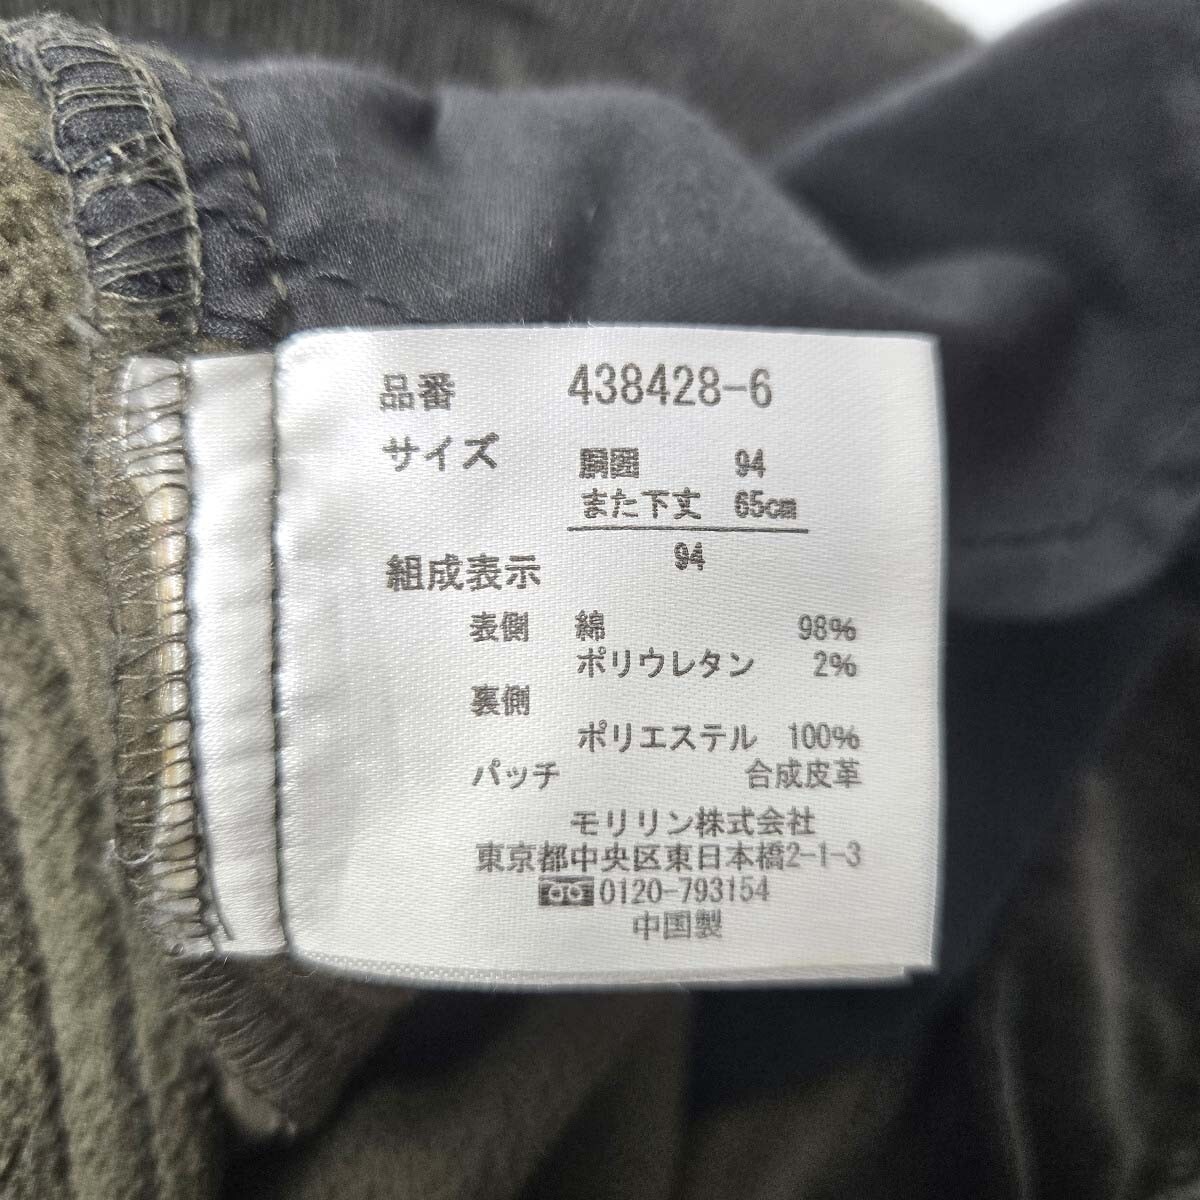 品番 438428-6
サイズ 胴囲 94
また下丈 65cm
94
組成表示
表側 綿 98%
ポリウレタン 2%
裏側
ポリエステル 100%
パッチ 合成皮革
モリリン株式会社
東京都中央区東日本橋2-1-3
0120-793154
中国製